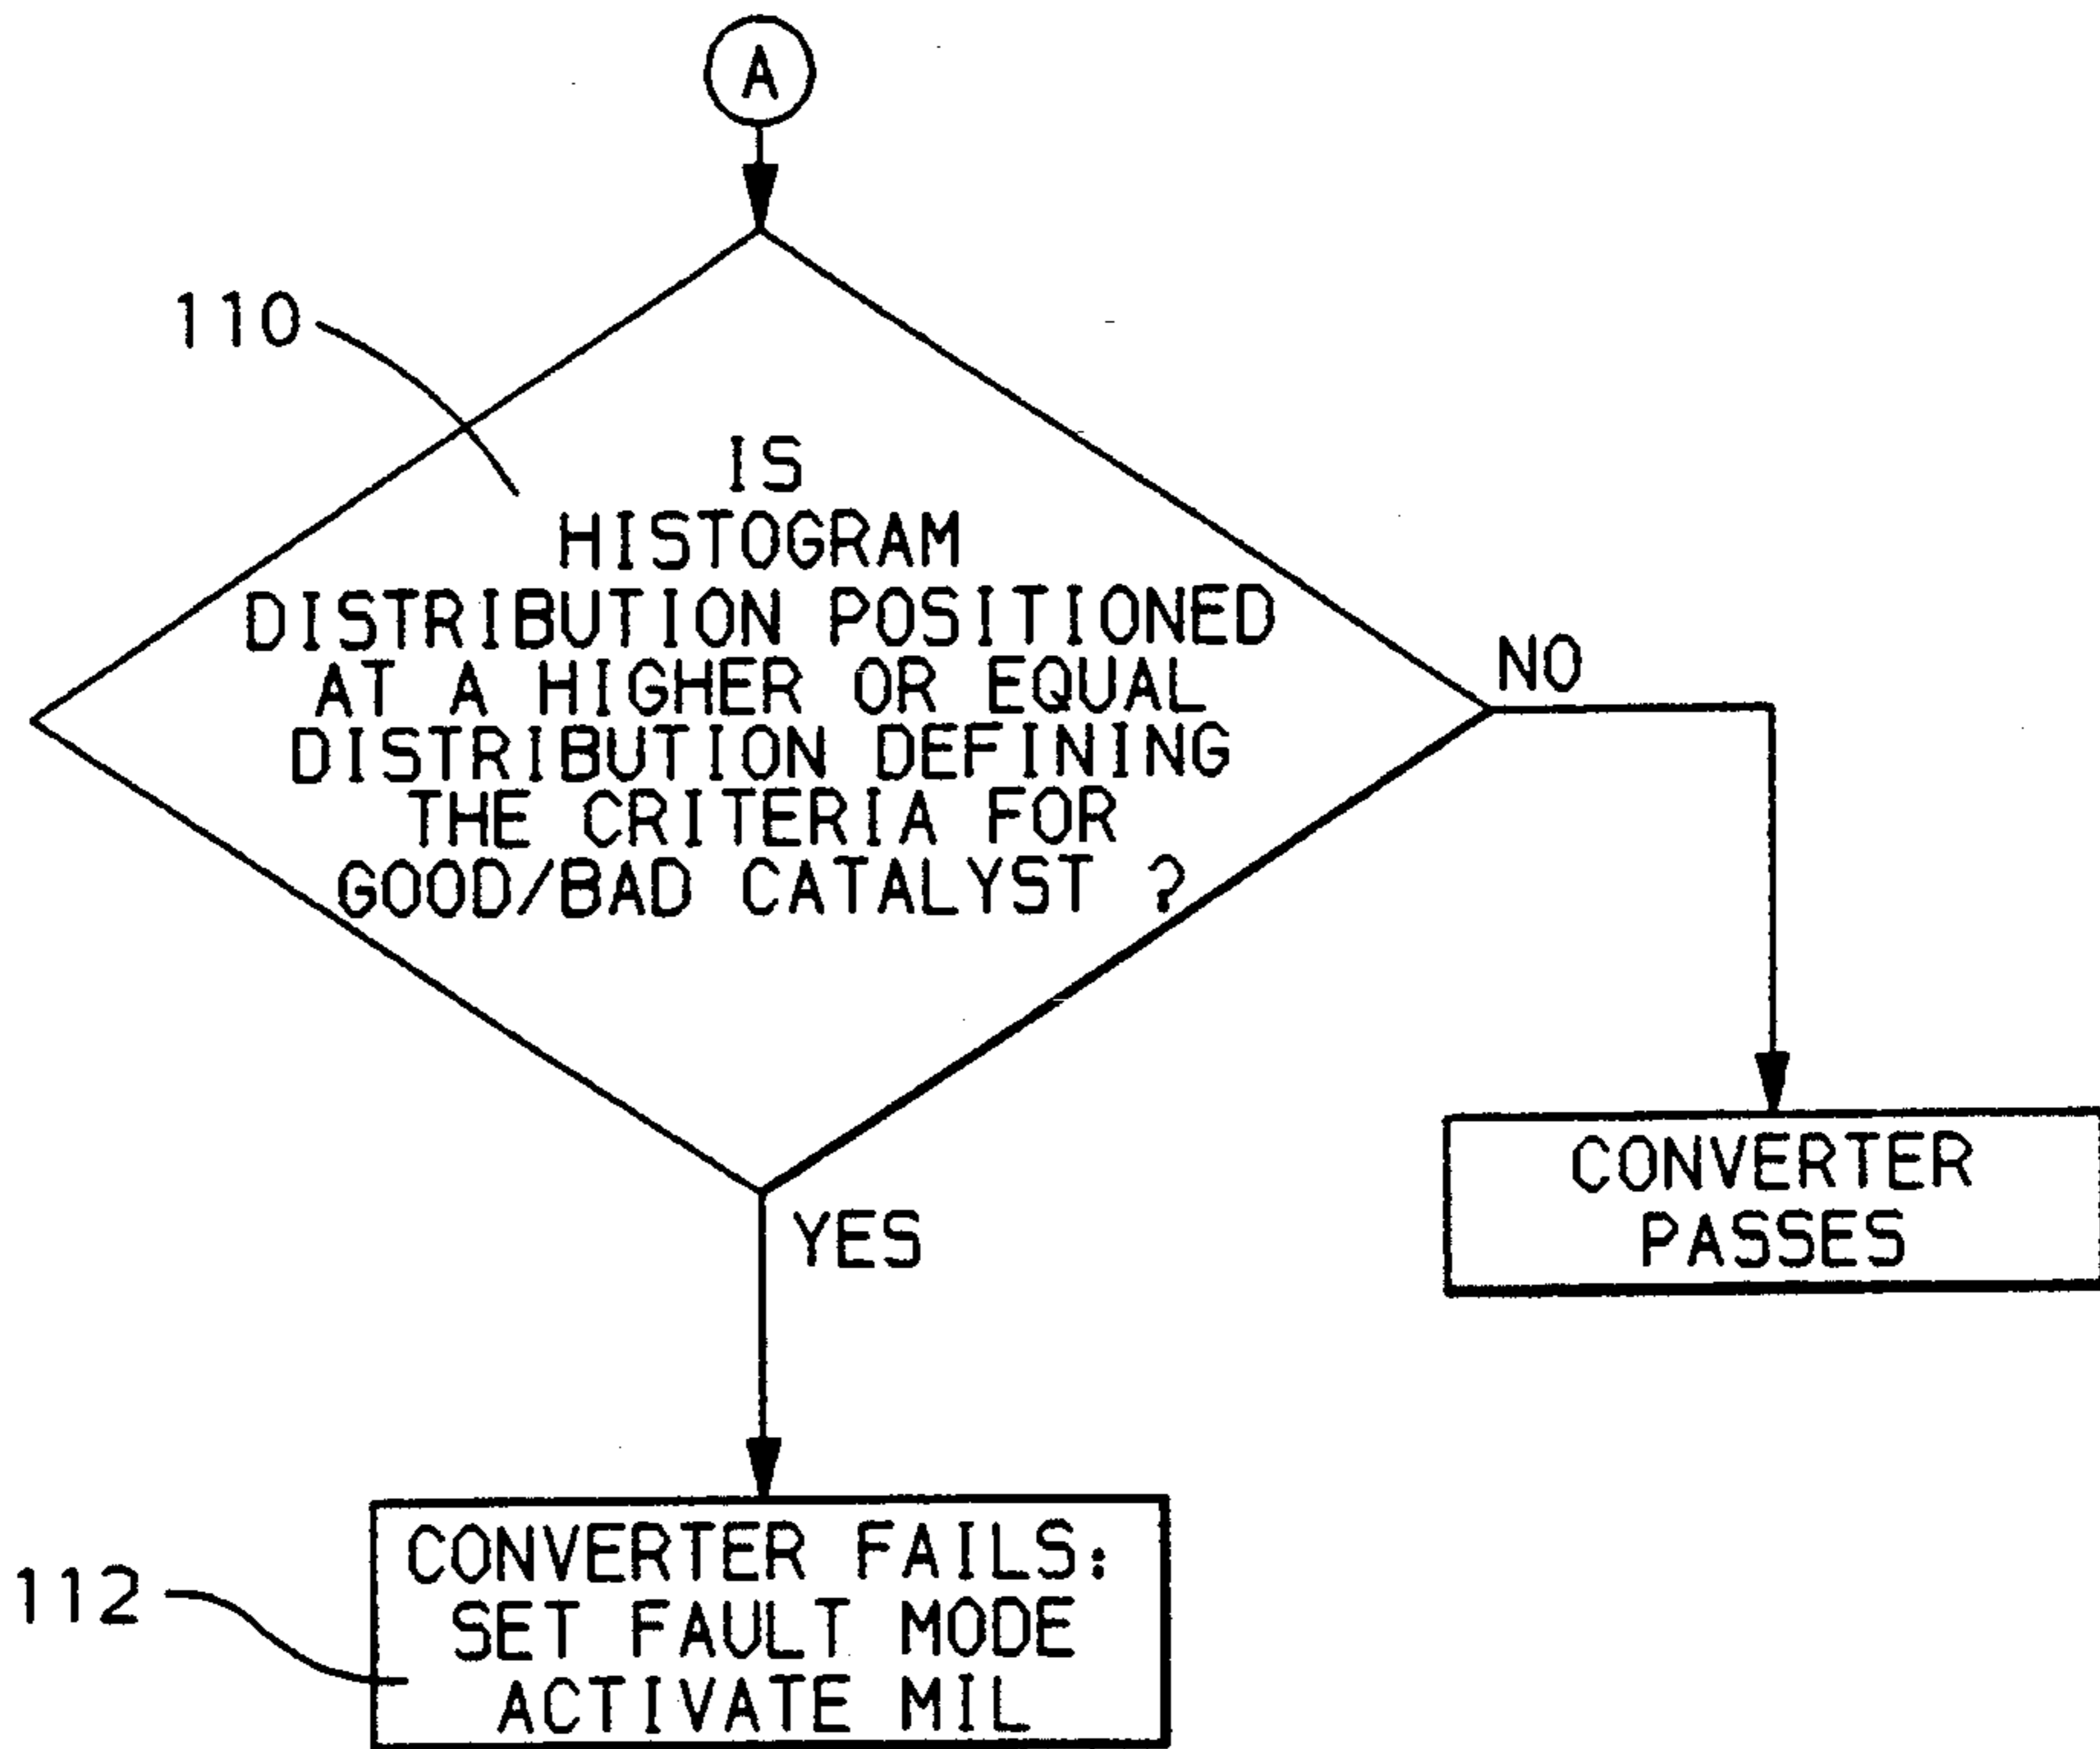 A
110
IS
HISTOGRAM
DISTRIBUTION POSITIONED
AT A HIGHER OR EQUAL
DISTRIBUTION DEFINING
THE CRITERIA FOR
GOOD/BAD CATALYST ?
NO
YES
CONVERTER
PASSES
112
CONVERTER FAILS:
SET FAULT MODE
ACTIVATE MIL